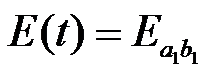 E(t) = E_{a_1 b_1}